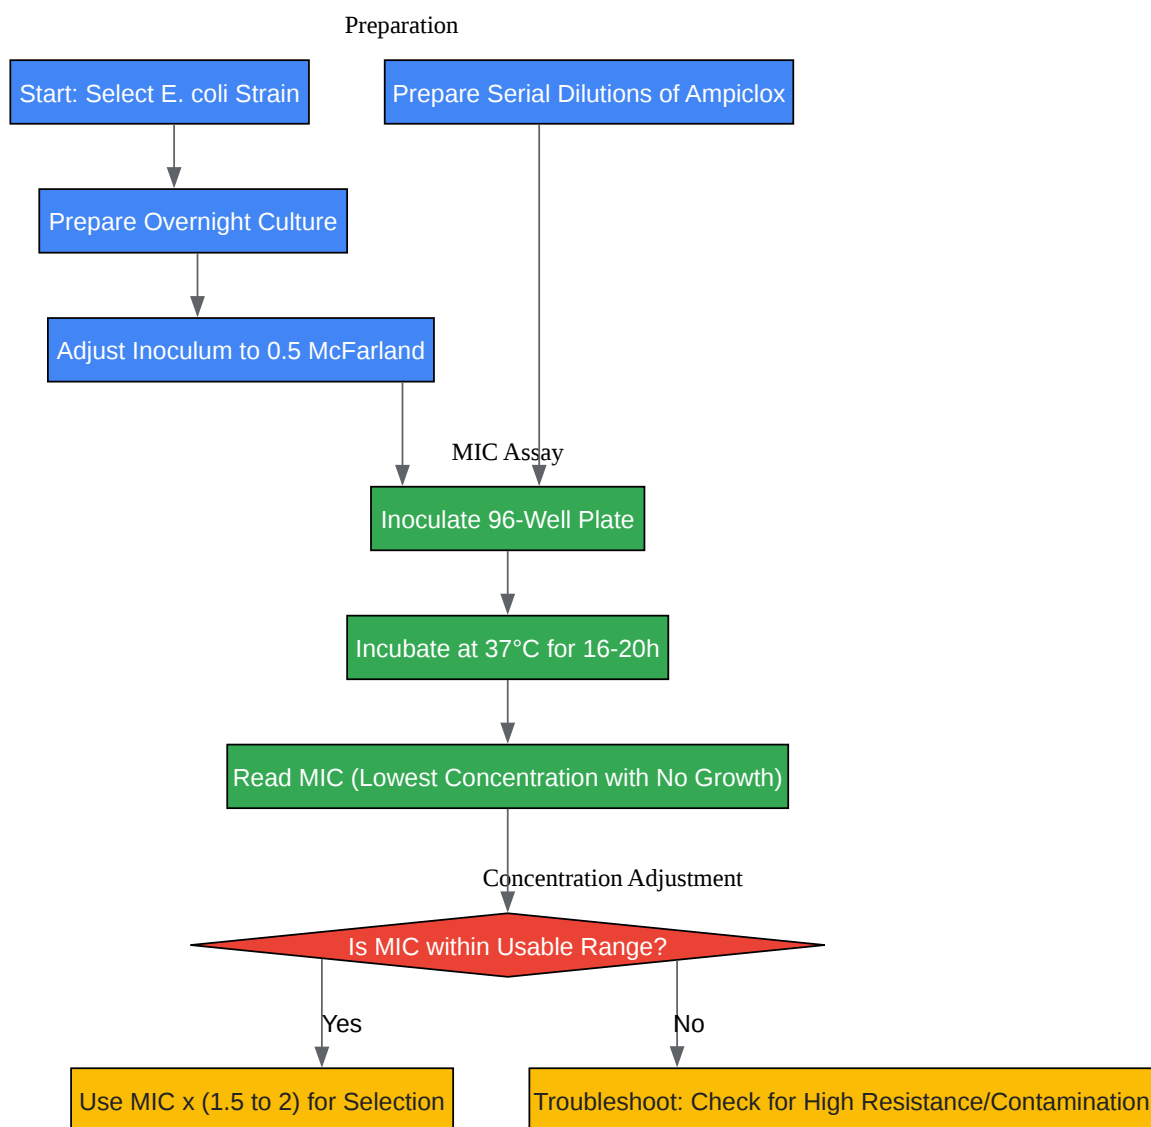 Preparation
Start: Select E. coli Strain
Prepare Serial Dilutions of Ampiclox
Prepare Overnight Culture
Adjust Inoculum to 0.5 McFarland
MIC Assay
Inoculate 96-Well Plate
Incubate at 37°C for 16-20h
Read MIC (Lowest Concentration with No Growth)
Concentration Adjustment
Is MIC within Usable Range?
Yes
No
Use MIC x (1.5 to 2) for Selection
Troubleshoot: Check for High Resistance/Contamination